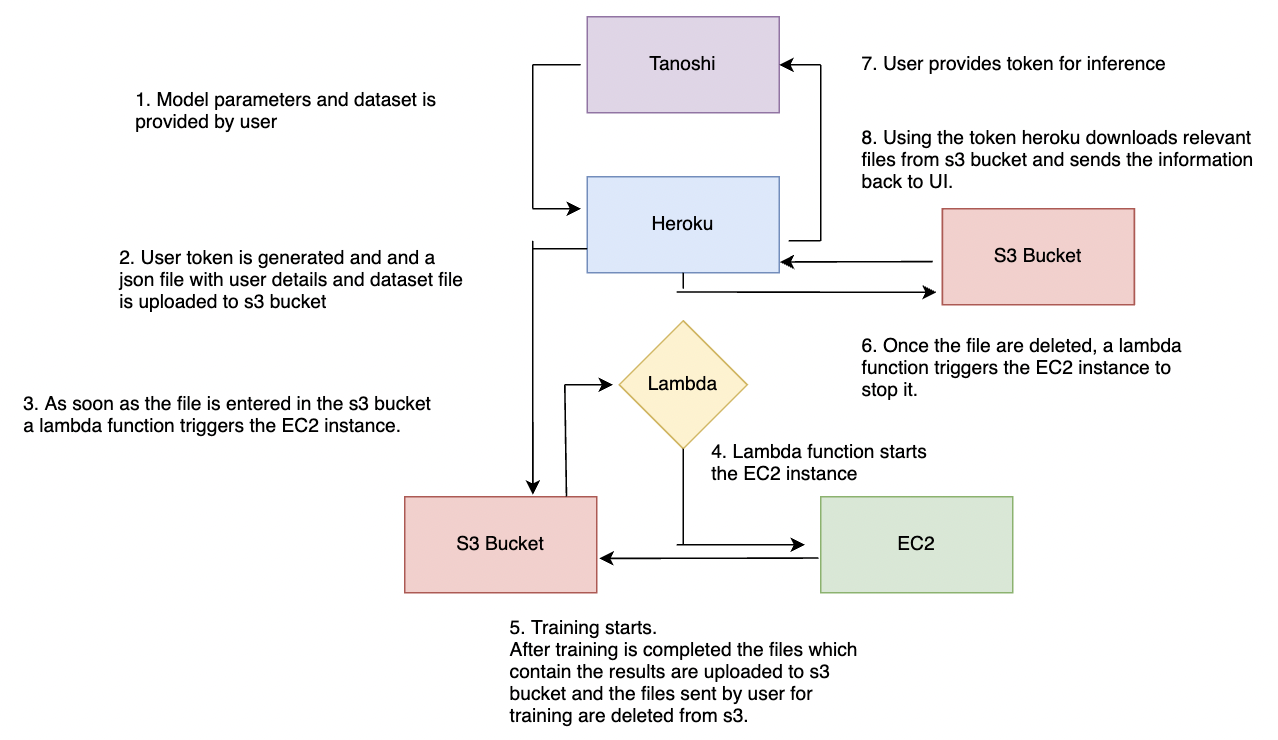 Tanoshi
7. User provides token for inference
1. Model parameters and dataset is
provided by user
8. Using the token heroku downloads relevant
files from s3 bucket and sends the information
back to UI.
Heroku
S3 Bucket
2. User token is generated and and a
json file with user details and dataset file
is uploaded to s3 bucket
6. Once the file are deleted, a lambda
function triggers the EC2 instance to
stop it.
Lambda
3. As soon as the file is entered in the s3 bucket
a lambda function triggers the EC2 instance.
4. Lambda function starts
the EC2 instance
S3 Bucket
EC2
5. Training starts.
After training is completed the files which
contain the results are uploaded to s3
bucket and the files sent by user for
training are deleted from s3.